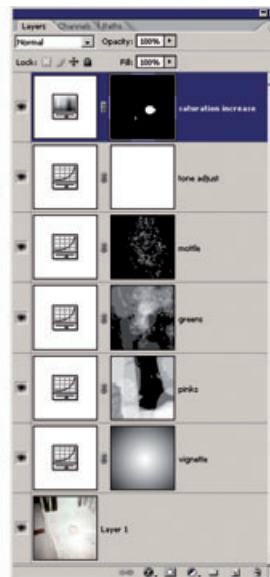 Layers Channels Paths
Normal Opacity: 100%
Lock: Fill: 100%
saturation increase
tone adjust
mottle
greens
pinks
vignette
Layer 1